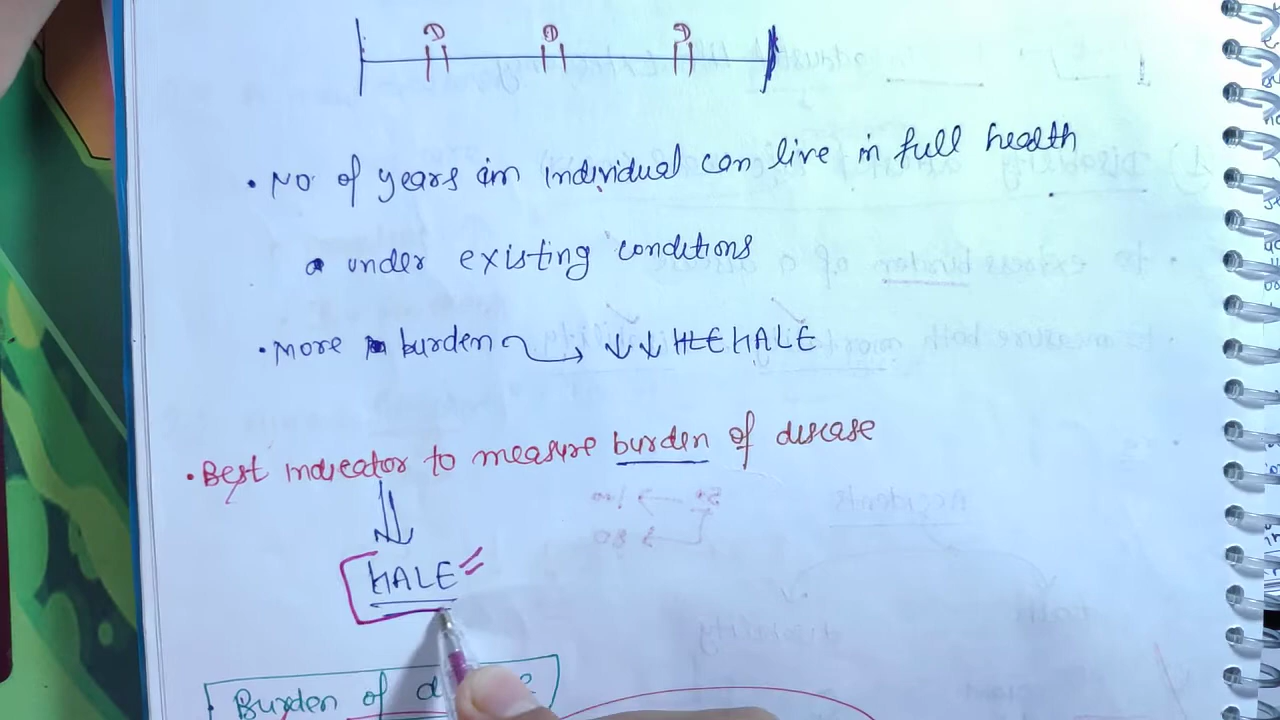 D D D
• No of years an individual can live in full health
under existing conditions
• More burden → ↓↓ HALE
• Best indicator to measure burden of disease
HALE
Burden of d